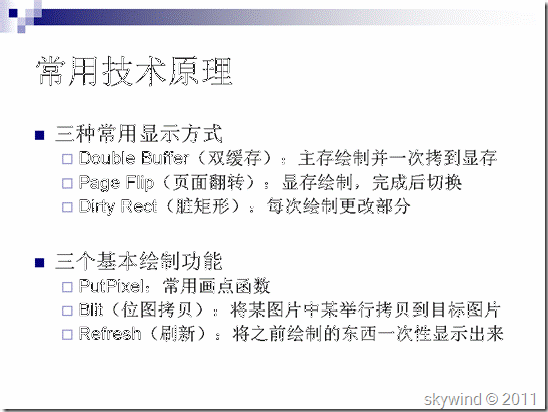 常用技术原理
三种常用显示方式
Double Buffer（双缓存）：主存绘制并一次拷到显存
Page Flip（页面翻转）：显存绘制，完成后切换
Dirty Rect（脏矩形）：每次绘制更改部分
三个基本绘制功能
PutPixel：常用画点函数
Blit（位图拷贝）：将某图片中某举行拷贝到目标图片
Refresh（刷新）：将之前绘制的东西一次性显示出来
skywind © 2011